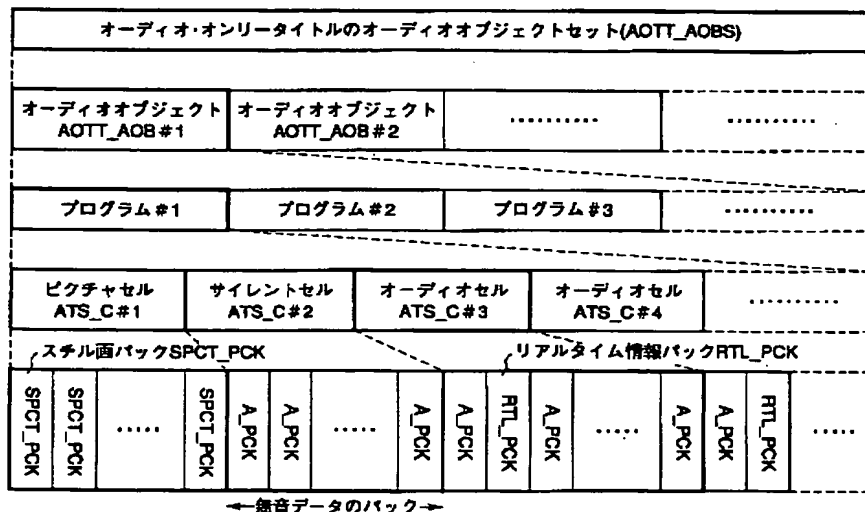 オーディオ・オンリータイトルのオーディオオブジェクトセット(AOTT_AOBS)
オーディオオブジェクト
AOTT_AOB#1
オーディオオブジェクト
AOTT_AOB#2
··········
··········
プログラム#1
プログラム#2
プログラム#3
··········
ピクチャセル
ATS_C#1
サイレントセル
ATS_C#2
オーディオセル
ATS_C#3
オーディオセル
ATS_C#4
··········
スチル画パックSPCT_PCK
リアルタイム情報パックRTL_PCK
SPCT_PCK
SPCT_PCK
·····
SPCT_PCK
A_PCK
A_PCK
·····
A_PCK
A_PCK
RTL_PCK
A_PCK
·····
A_PCK
A_PCK
RTL_PCK
·····
無音データのパック